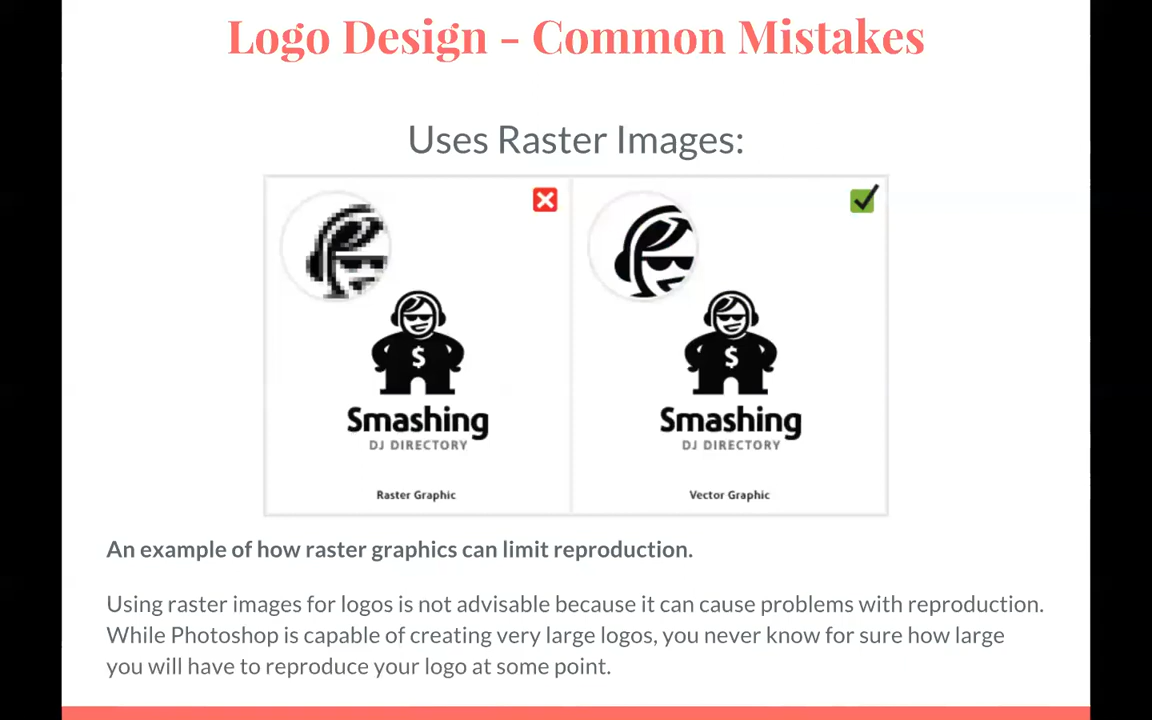 Logo Design - Common Mistakes
Uses Raster Images:
$
$
Smashing
DJ DIRECTORY
Smashing
DJ DIRECTORY
Raster Graphic
Vector Graphic
An example of how raster graphics can limit reproduction.
Using raster images for logos is not advisable because it can cause problems with reproduction.
While Photoshop is capable of creating very large logos, you never know for sure how large
you will have to reproduce your logo at some point.